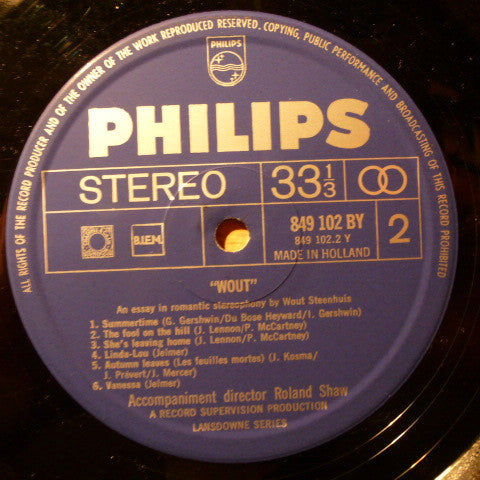 ALL RIGHTS OF THE RECORD PRODUCER AND OF THE OWNER OF THE WORK REPRODUCED RESERVED. COPYING, PUBLIC PERFORMANCE AND BROADCASTING OF THIS RECORD PROHIBITED
PHILIPS
PHILIPS
STEREO 33 1/3
B.I.E.M.
849 102 BY
849 102.2 Y
MADE IN HOLLAND
2
"WOUT"
An essay in romantic stereophony by Wout Steenhuis
1. Summertime (G. Gershwin/Du Bose Heyward/I. Gershwin)
2. The fool on the hill (J. Lennon/P. McCartney)
3. She's leaving home (J. Lennon/P. McCartney)
4. Linda-Lou (Jelmer)
5. Autumn leaves (Les feuilles mortes) (J. Kosma/
J. Prévert/J. Mercer)
6. Vanessa (Jelmer)
Accompaniment director Roland Shaw
A RECORD SUPERVISION PRODUCTION
LANSDOWNE SERIES